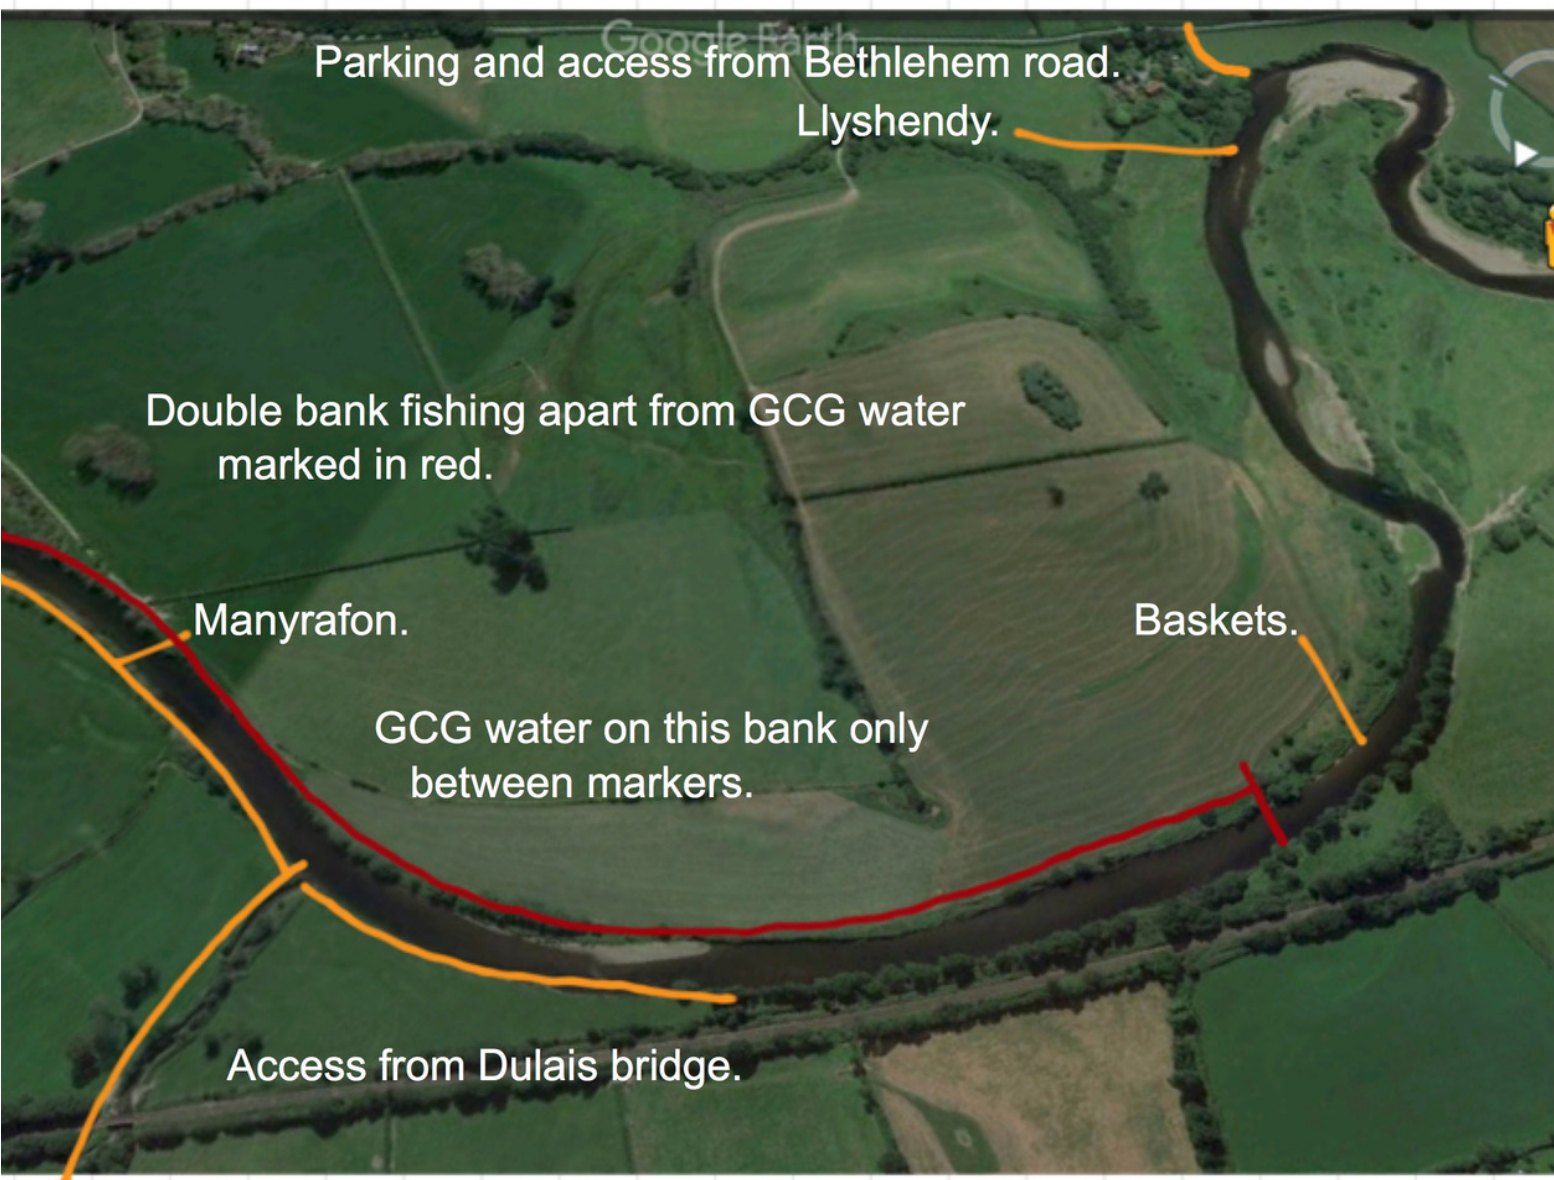 Google Earth
Parking and access from Bethlehem road.
Llyshendy.
Double bank fishing apart from GCG water
marked in red.
Manyrafon.
Baskets.
GCG water on this bank only
between markers.
Access from Dulais bridge.